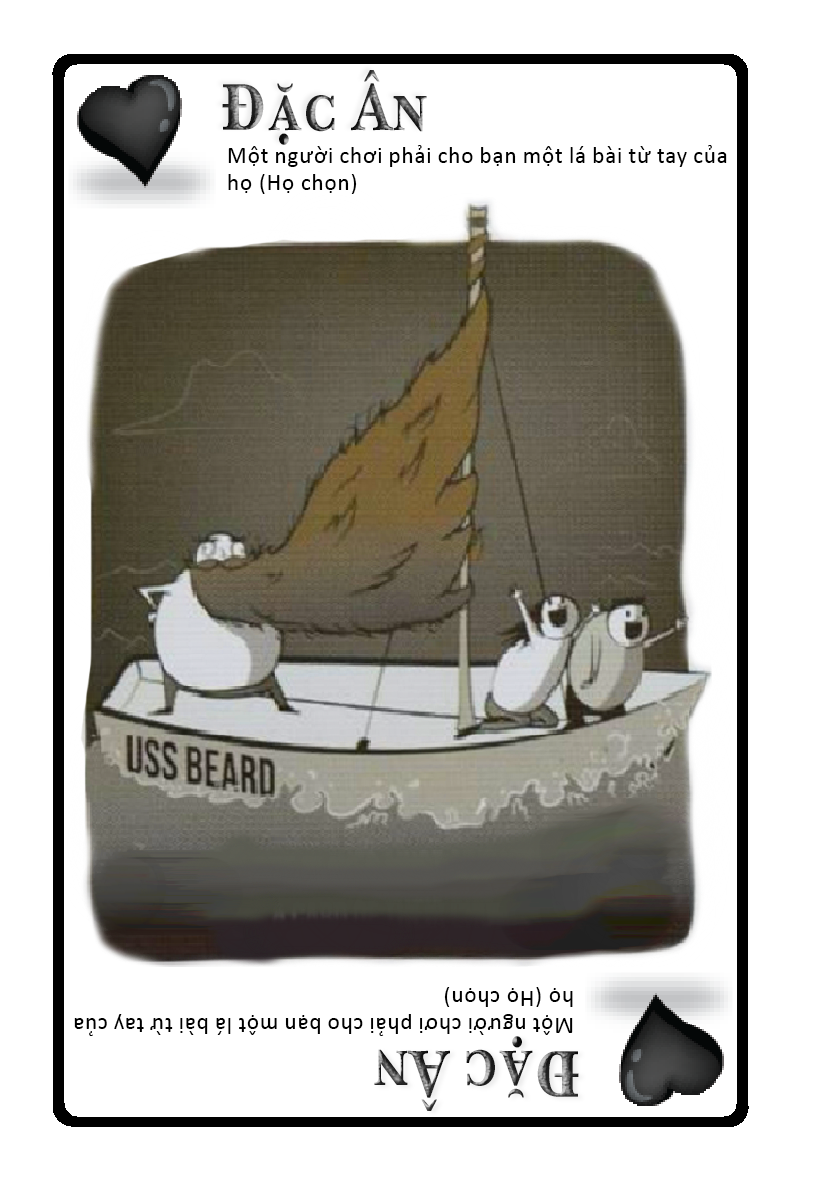 ĐẶC ÂN
Một người chơi phải cho bạn một lá bài từ tay của
họ (Họ chọn)
USS BEARD
ĐẶC ÂN
Một người chơi phải cho bạn một lá bài từ tay của
họ (Họ chọn)